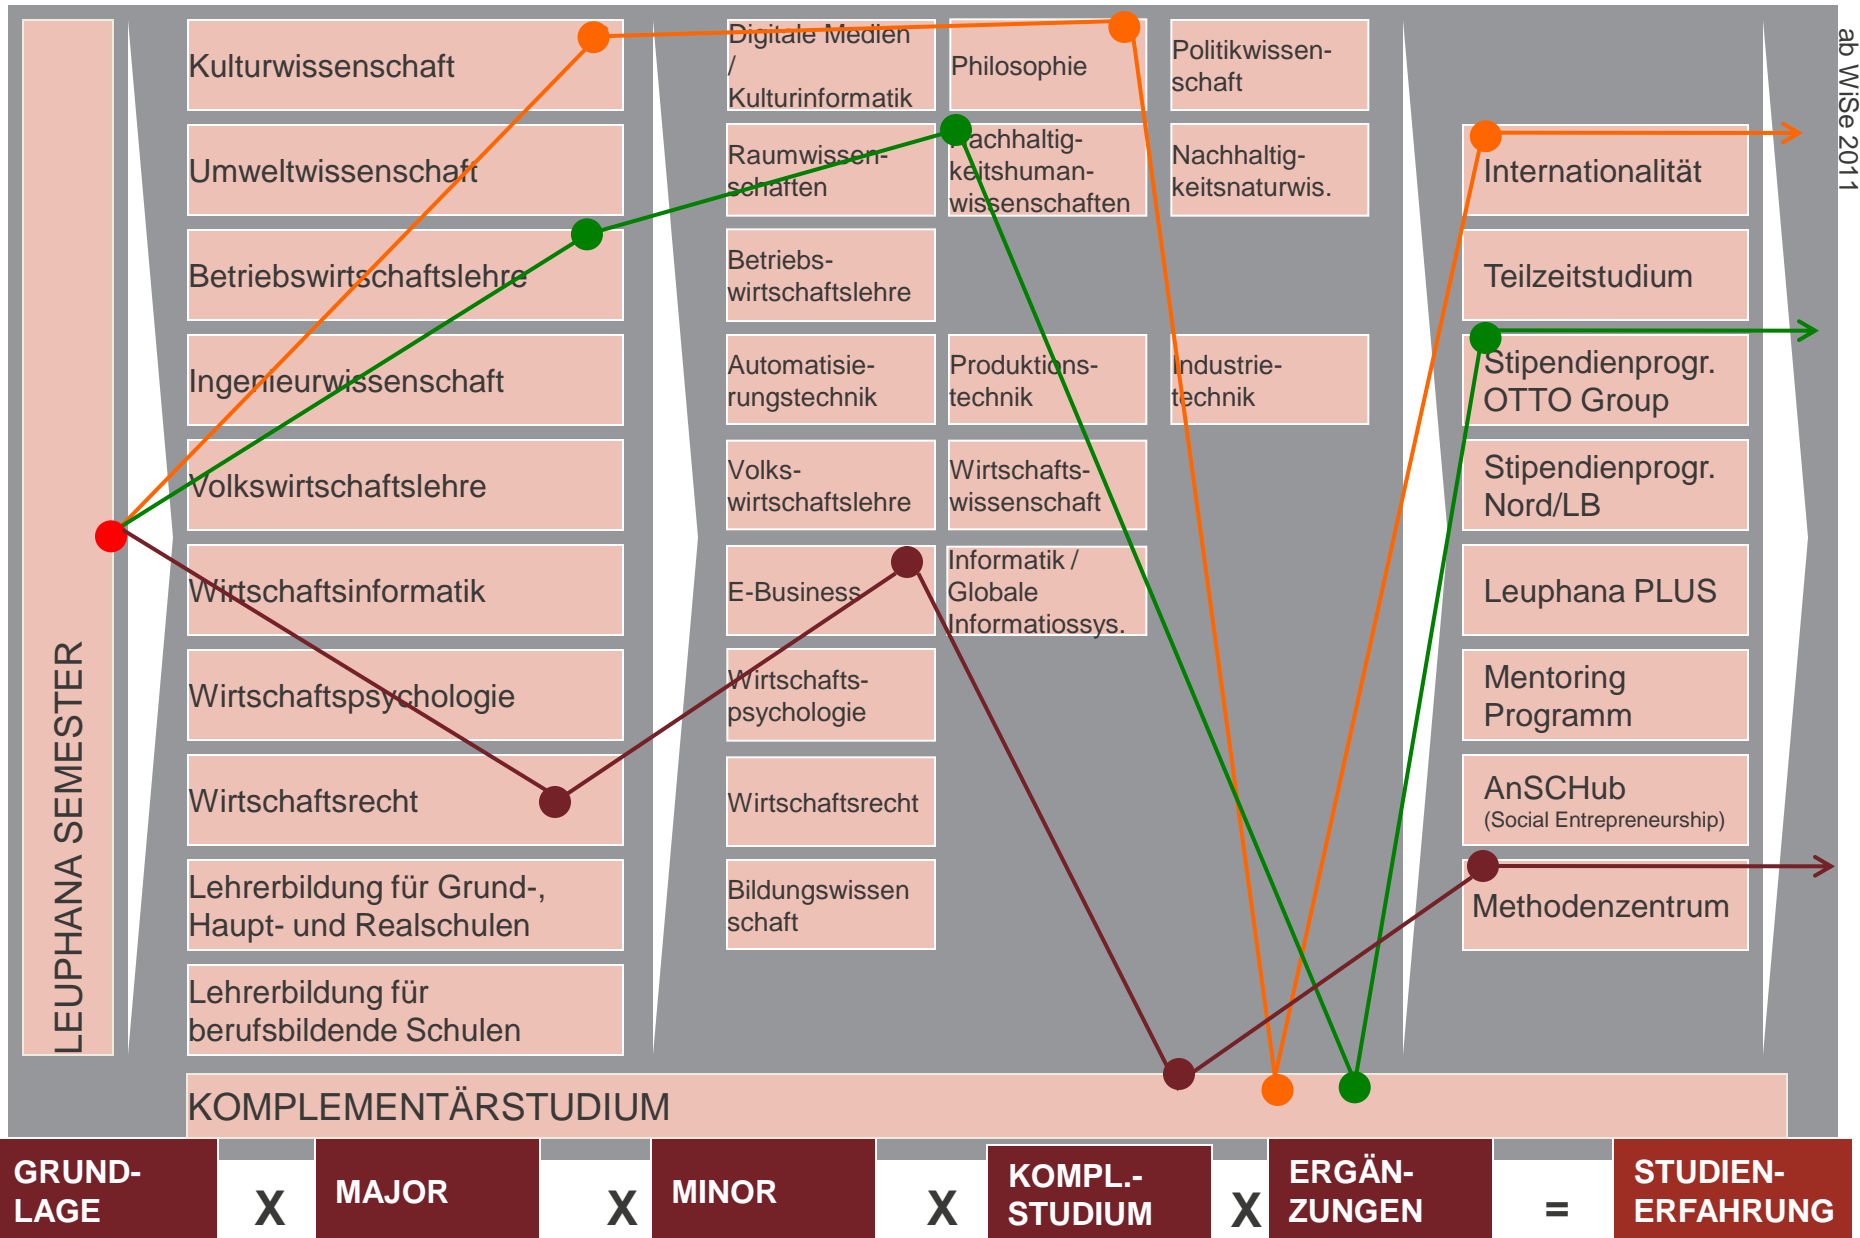 LEUPHANA SEMESTER
Kulturwissenschaft
Umweltwissenschaft
Betriebswirtschaftslehre
Ingenieurwissenschaft
Volkswirtschaftslehre
Wirtschaftsinformatik
Wirtschaftspsychologie
Wirtschaftsrecht
Lehrerbildung für Grund-,
Haupt- und Realschulen
Lehrerbildung für
berufsbildende Schulen
Digitale Medien
/
Kulturinformatik
Philosophie
Politikwissen-
schaft
Raumwissen-
schaften
Nachhaltig-
keitshuman-
wissenschaften
Nachhaltig-
keitsnaturwis.
Betriebs-
wirtschaftslehre
Automatisie-
rungstechnik
Produktions-
technik
Industrie-
technik
Volks-
wirtschaftslehre
Wirtschafts-
wissenschaft
E-Business
Informatik /
Globale
Informatiossys.
Wirtschafts-
psychologie
Wirtschaftsrecht
Bildungswissen
schaft
Internationalität
Teilzeitstudium
Stipendienprogr.
OTTO Group
Stipendienprogr.
Nord/LB
Leuphana PLUS
Mentoring
Programm
AnSCHub
(Social Entrepreneurship)
Methodenzentrum
ab WiSe 2011
KOMPLEMENTÄRSTUDIUM
GRUND-
LAGE
X
MAJOR
X
MINOR
X
KOMPL.-
STUDIUM
X
ERGÄN-
ZUNGEN
=
STUDIEN-
ERFAHRUNG